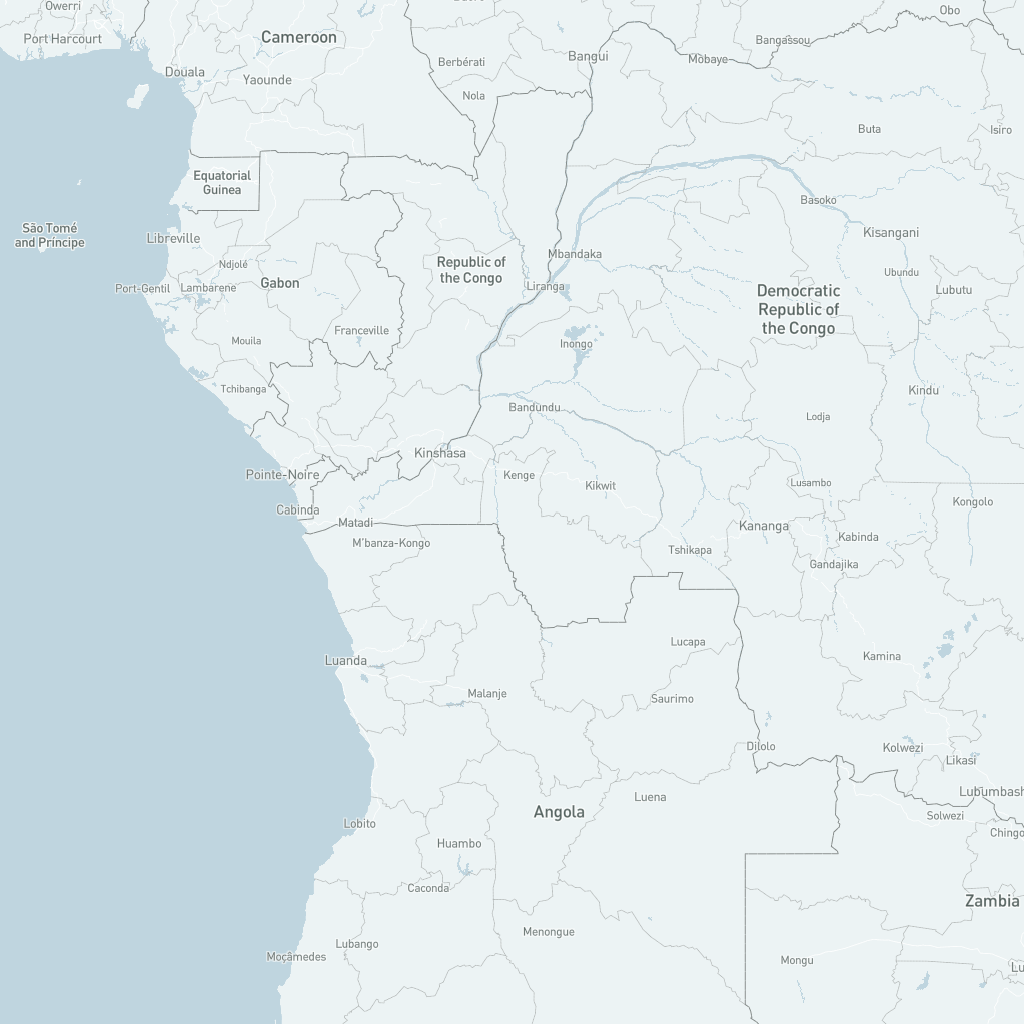 Owerri
Port Harcourt
Cameroon
Obo
Bangassou
Bangui
Mobaye
Berbérati
Douala
Yaounde
Nola
Buta
Isiro
Equatorial
Guinea
Basoko
São Tomé
and Príncipe
Libreville
Kisangani
Mbandaka
Ndjolé
Republic of
the Congo
Ubundu
Gabon
Port-Gentil
Lambarene
Liranga
Democratic
Republic of
the Congo
Lubutu
Franceville
Mouila
Inongo
Tchibanga
Kindu
Bandundu
Lodja
Kinshasa
Pointe-Noire
Kenge
Kikwit
Lusambo
Kongolo
Cabinda
Matadi
Kananga
Kabinda
M'banza-Kongo
Tshikapa
Gandajika
Lucapa
Luanda
Kamina
Malanje
Saurimo
Dilolo
Kolwezi
Likasi
Luena
Lubumbash
Angola
Lobito
Solwezi
Chingo
Huambo
Caconda
Zambia
Menongue
Lubango
Moçâmedes
Mongu
Lu